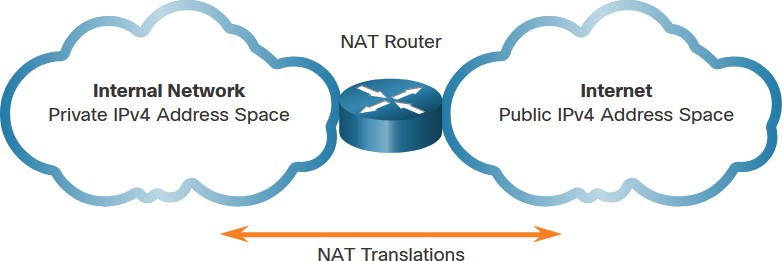 NAT Router
Internal Network
Private IPv4 Address Space
Internet
Public IPv4 Address Space
NAT Translations